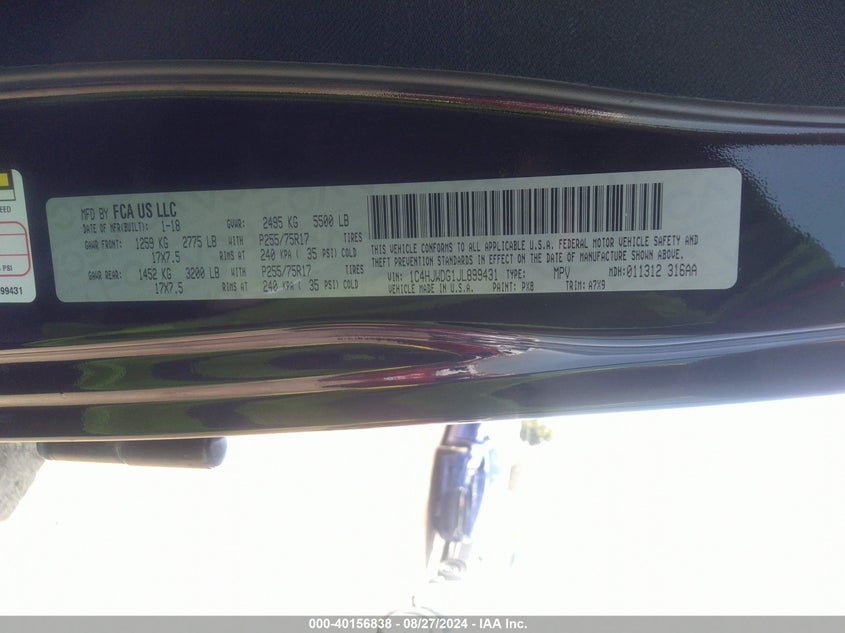 EED
PSI
99431
MFD BY FCA US LLC
DATE OF MFR(BUILT): 1-18 GVWR: 2495 KG 5500 LB
GAWR FRONT: 1259 KG 2775 LB WITH P255/75R17 TIRES
17X7.5 RIMS AT 240 KPA ( 35 PSI) COLD
GAWR REAR: 1452 KG 3200 LB WITH P255/75R17 TIRES
17X7.5 RIMS AT 240 KPA ( 35 PSI) COLD
THIS VEHICLE CONFORMS TO ALL APPLICABLE U.S.A. FEDERAL MOTOR VEHICLE SAFETY AND
THEFT PREVENTION STANDARDS IN EFFECT ON THE DATE OF MANUFACTURE SHOWN ABOVE.
VIN: 1C4HJWDG1JL899431 TYPE: MPV MDH: 011312 316AA
VEHICLE MADE IN U.S.A. PAINT: PX8 TRIM: A7X9
000-40156838 - 08/27/2024 - IAA Inc.